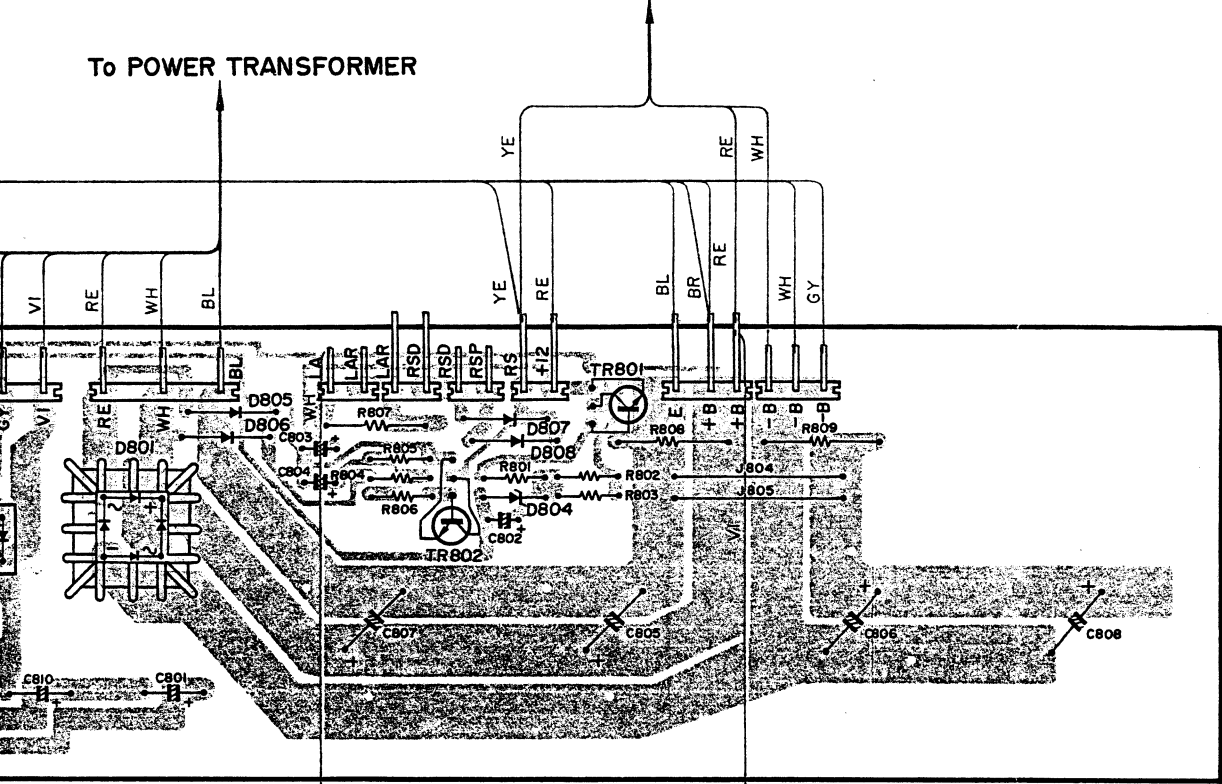 To POWER TRANSFORMER
YE
RE
WH
VI
RE
WH
BL
YE
RE
BL
BR
RE
WH
GY
GY
VI
RE
WH
BL
WH
LA
LAR
LAR
RSD
RSD
RSP
RS
+12
TR801
E
+B
+B
-B
-B
-B
D805
D806
D801
R807
C803
R805
C804
R804
R806
TR802
D807
D808
R801
D804
C802
R802
R803
R808
R809
J804
J805
VI
C807
C805
C806
C808
C810
C801